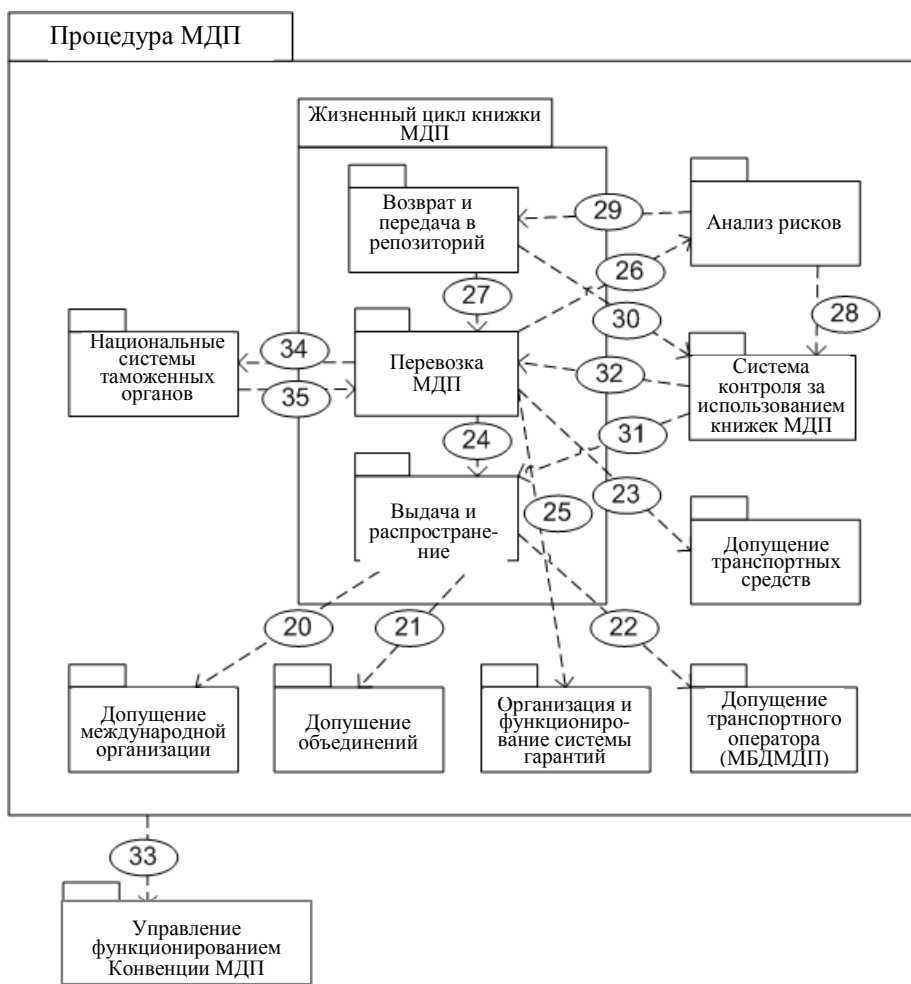 Процедура МДП
Жизненный цикл книжки
МДП
Возврат и
передача в
репозиторий
29
Анализ рисков
26
27
28
30
Национальные
системы
таможенных
органов
34
35
Перевозка
МДП
32
Система
контроля за
использованием
книжек МДП
24
31
25
23
Выдача и
распростране-
ние
Допущение
транспортных
средств
20
21
22
Допущение
международной
организации
Допушение
объединений
Организация и
функциониро-
вание системы
гарантий
Допущение
транспортного
оператора
(МБДМДП)
33
Управление
функционированием
Конвенции МДП